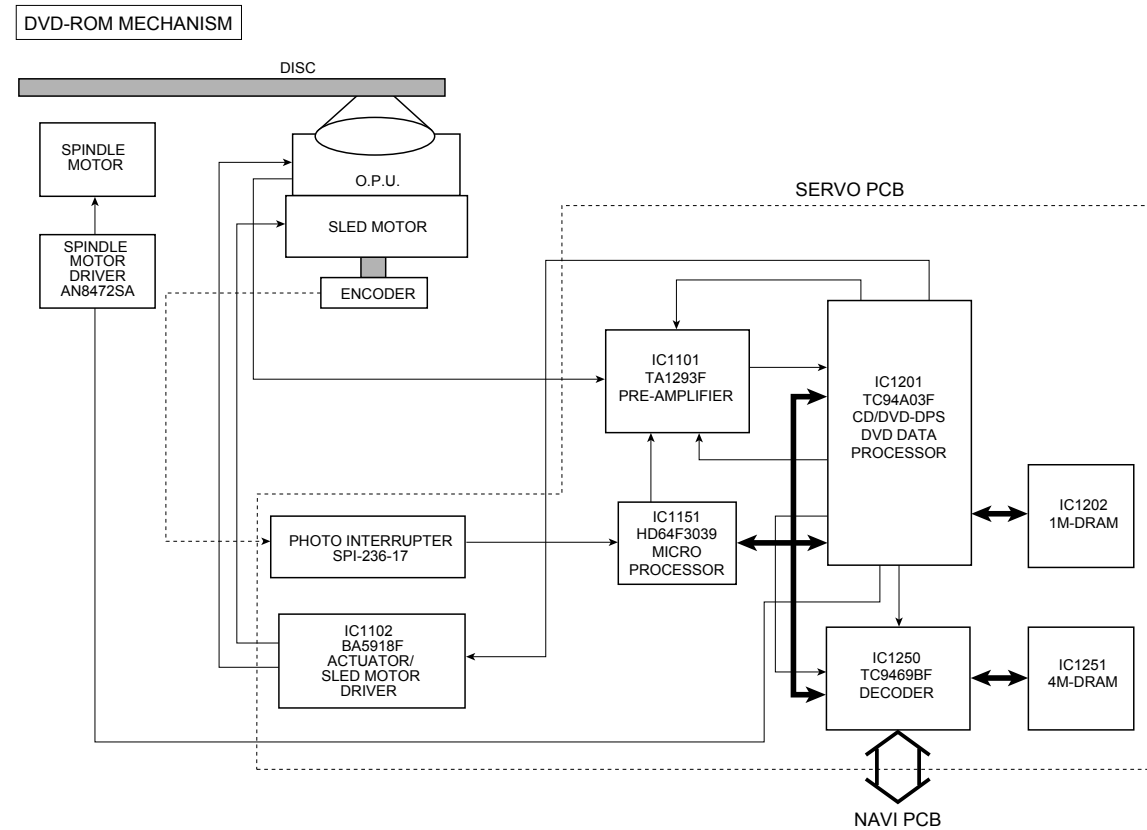 DVD-ROM MECHANISM
DISC
SPINDLE
MOTOR
O.P.U.
SERVO PCB
SLED MOTOR
SPINDLE
MOTOR
DRIVER
AN8472SA
ENCODER
IC1101
TA1293F
PRE-AMPLIFIER
IC1201
TC94A03F
CD/DVD-DPS
DVD DATA
PROCESSOR
IC1202
1M-DRAM
IC1151
HD64F3039
MICRO
PROCESSOR
PHOTO INTERRUPTER
SPI-236-17
IC1102
BA5918F
ACTUATOR/
SLED MOTOR
DRIVER
IC1250
TC9469BF
DECODER
IC1251
4M-DRAM
NAVI PCB